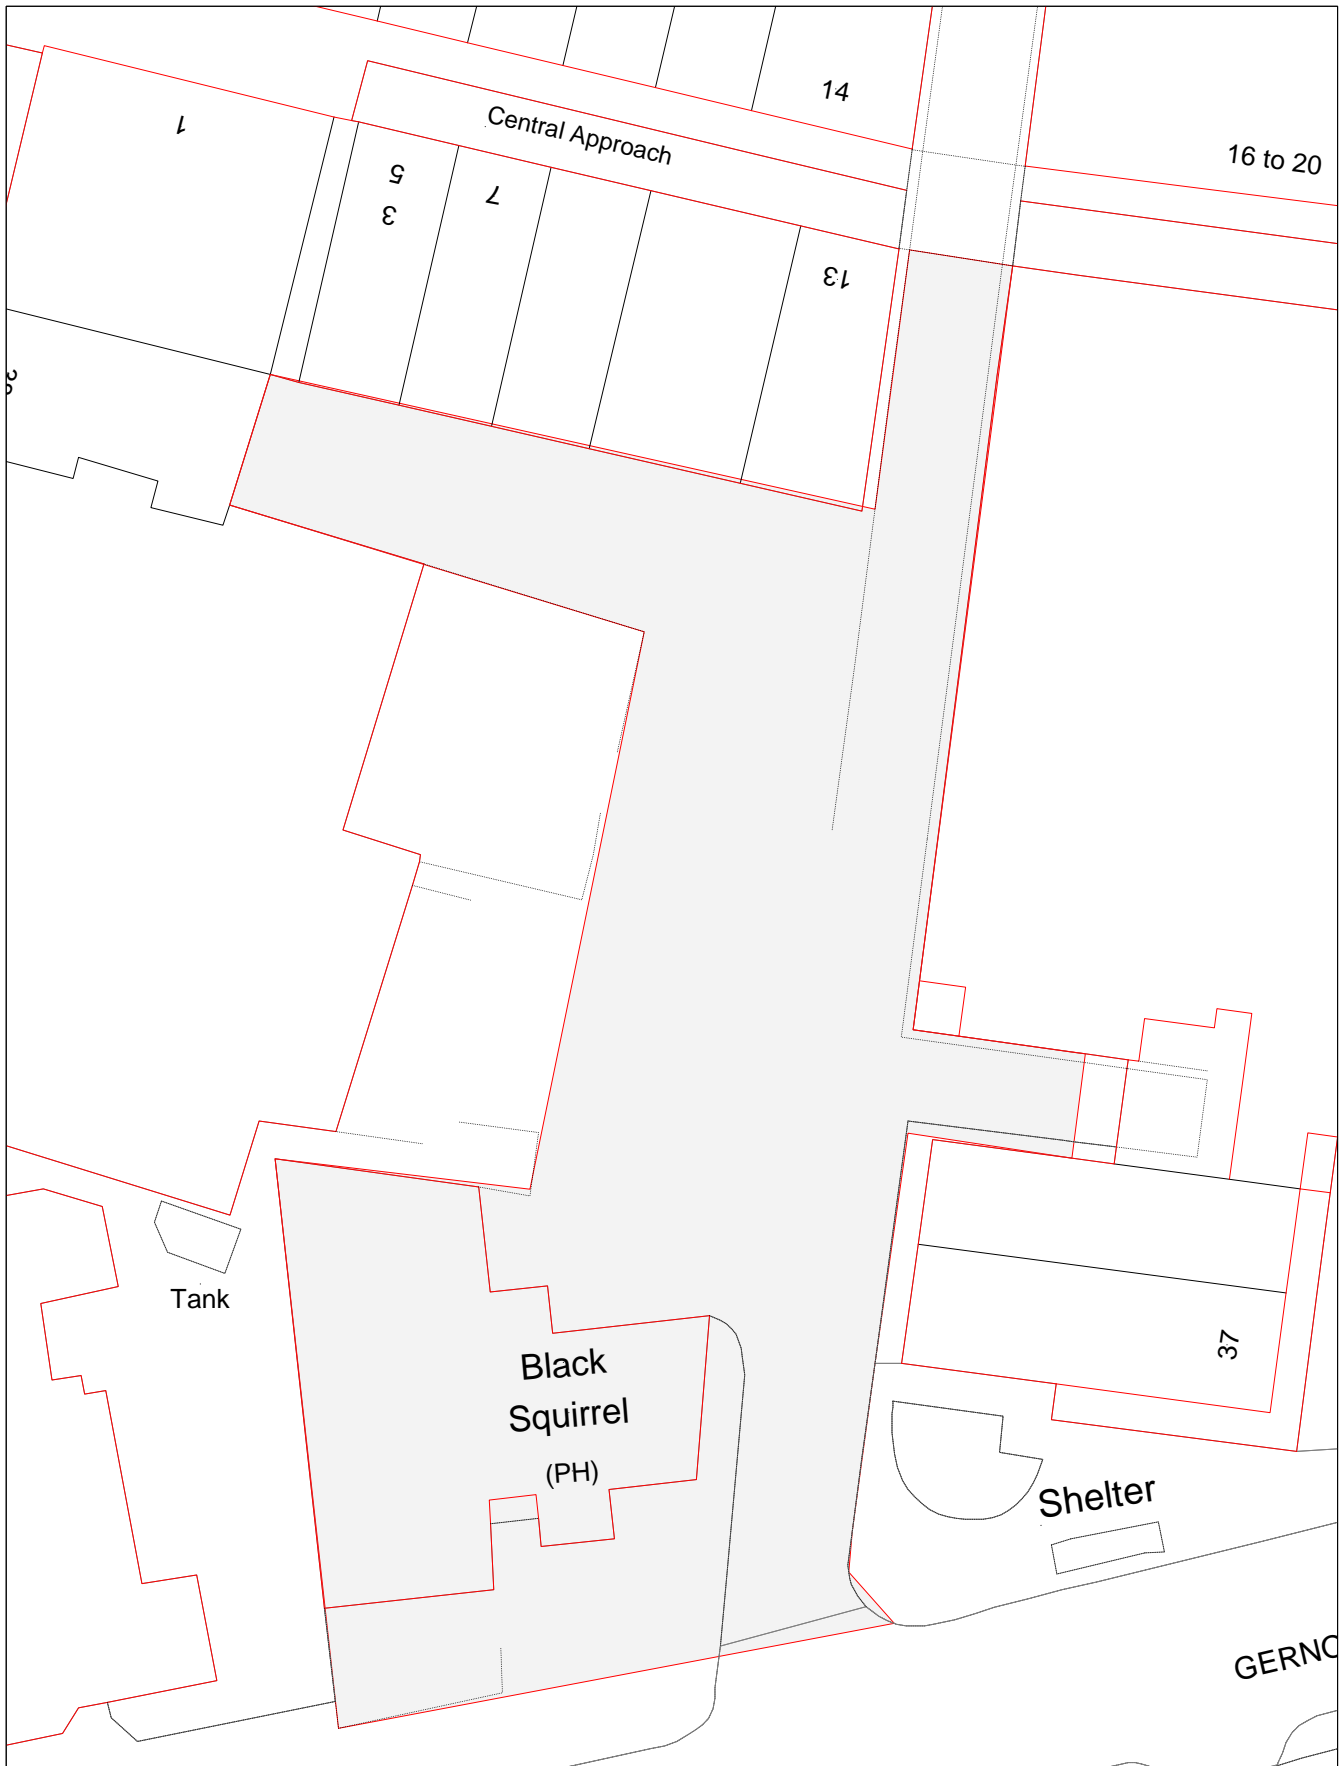 14
Central Approach
1
16 to 20
5
3
7
13
Tank
Black
Squirrel
(PH)
37
Shelter